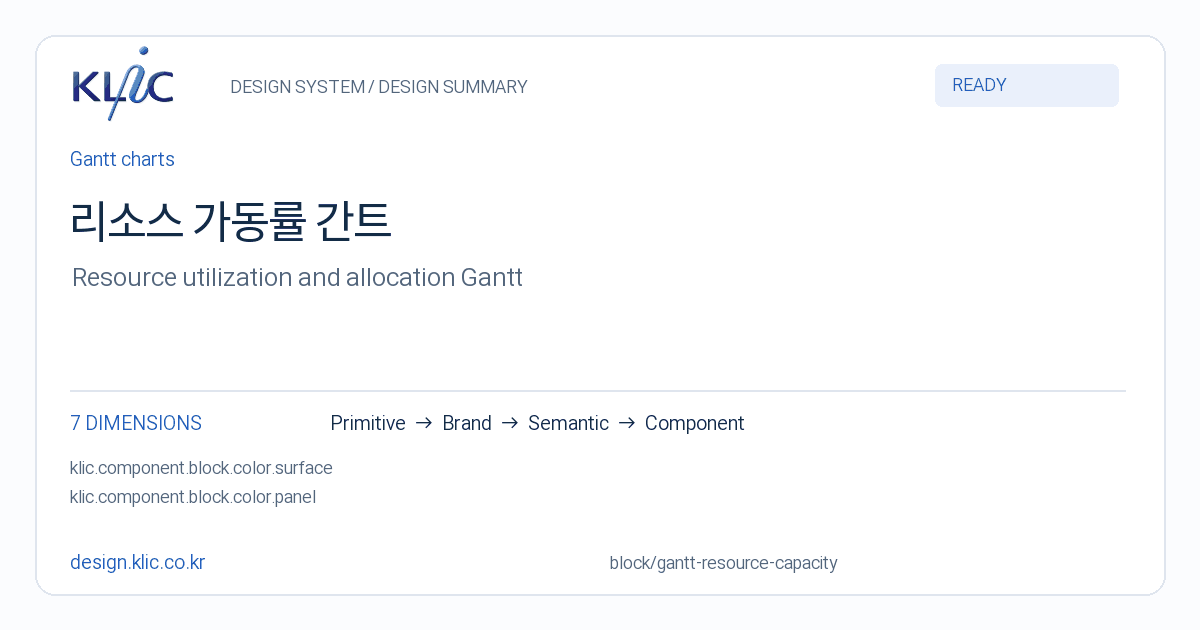 KLIC
DESIGN SYSTEM / DESIGN SUMMARY
READY
Gantt charts
리소스 가동률 간트
Resource utilization and allocation Gantt
7 DIMENSIONS
Primitive → Brand → Semantic → Component
klic.component.block.color.surface
klic.component.block.color.panel
design.klic.co.kr
block/gantt-resource-capacity